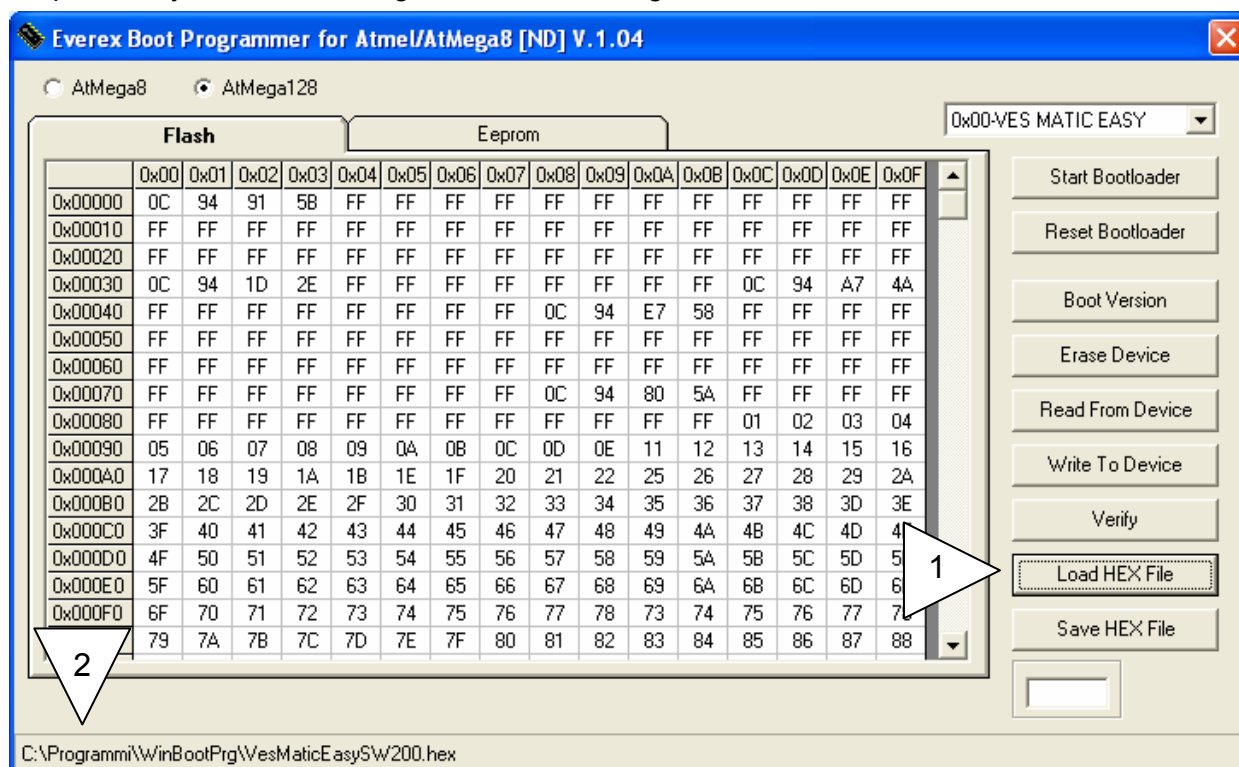 Everex Boot Programmer for Atmel/AtMega8 [ND] V.1.04
AtMega8 AtMega128
0x00-VES MATIC EASY
Flash Eeprom
0x00 0x01 0x02 0x03 0x04 0x05 0x06 0x07 0x08 0x09 0x0A 0x0B 0x0C 0x0D 0x0E 0x0F
0x00000 0C 94 91 5B FF FF FF FF FF FF FF FF FF FF FF FF
0x00010 FF FF FF FF FF FF FF FF FF FF FF FF FF FF FF FF
0x00020 FF FF FF FF FF FF FF FF FF FF FF FF FF FF FF FF
0x00030 0C 94 1D 2E FF FF FF FF FF FF FF FF 0C 94 A7 4A
0x00040 FF FF FF FF FF FF FF FF 0C 94 E7 58 FF FF FF FF
0x00050 FF FF FF FF FF FF FF FF FF FF FF FF FF FF FF FF
0x00060 FF FF FF FF FF FF FF FF FF FF FF FF FF FF FF FF
0x00070 FF FF FF FF FF FF FF FF 0C 94 80 5A FF FF FF FF
0x00080 FF FF FF FF FF FF FF FF FF FF FF FF 01 02 03 04
0x00090 05 06 07 08 09 0A 0B 0C 0D 0E 11 12 13 14 15 16
0x000A0 17 18 19 1A 1B 1E 1F 20 21 22 25 26 27 28 29 2A
0x000B0 2B 2C 2D 2E 2F 30 31 32 33 34 35 36 37 38 3D 3E
0x000C0 3F 40 41 42 43 44 45 46 47 48 49 4A 4B 4C 4D
0x000D0 4F 50 51 52 53 54 55 56 57 58 59 5A 5B 5C 5D
0x000E0 5F 60 61 62 63 64 65 66 67 68 69 6A 6B 6C 6D
0x000F0 6F 70 71 72 73 74 75 76 77 78 73 74 75 76 77
79 7A 7B 7C 7D 7E 7F 80 81 82 83 84 85 86 87 88
Start Bootloader
Reset Bootloader
Boot Version
Erase Device
Read From Device
Write To Device
Verify
1
Load HEX File
Save HEX File
2
C:\Programmi\WinBootPrg\VesMaticEasySW200.hex